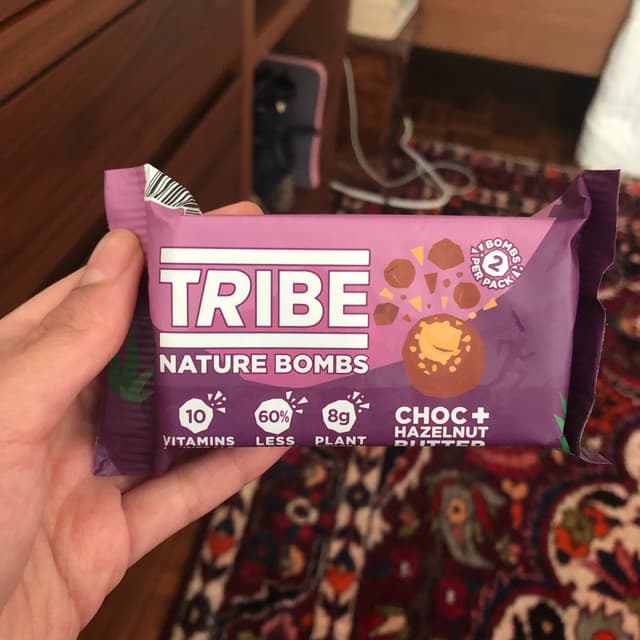 TRIBE
NATURE BOMBS
BOMBS
2
PER PACK
10
VITAMINS
60%
LESS
8g
PLANT
CHOC +
HAZELNUT
BUTTER